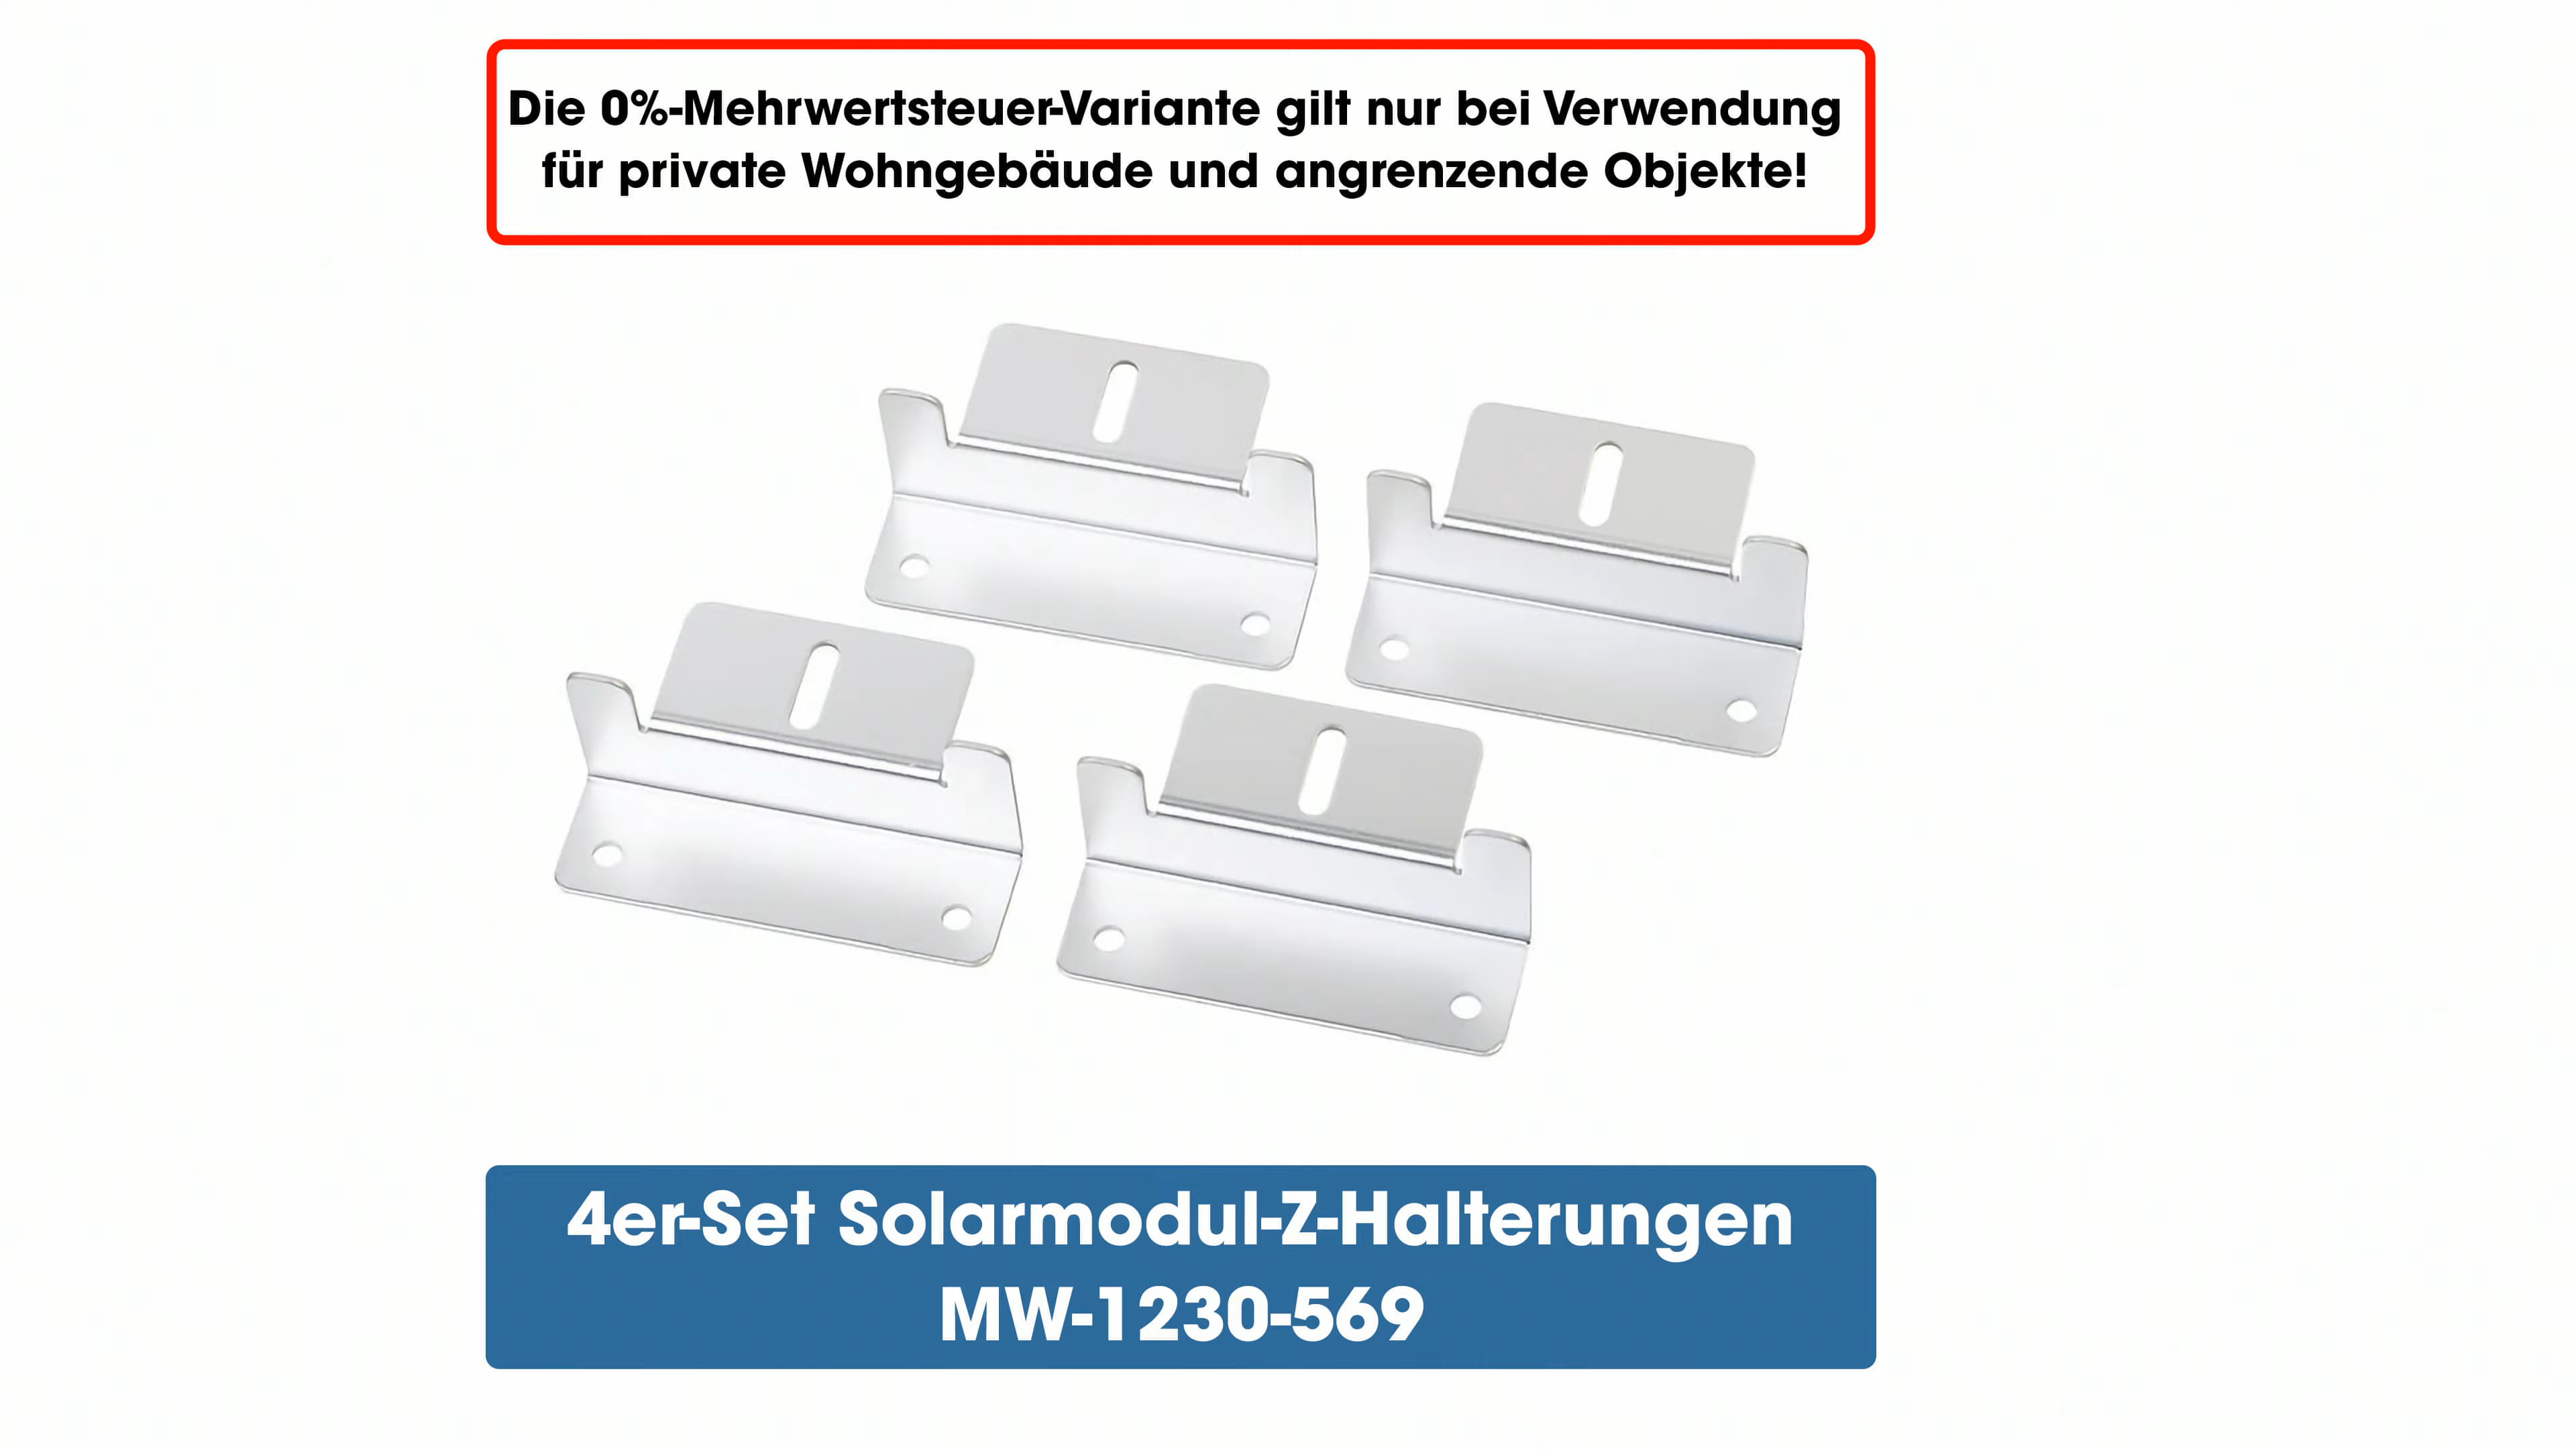 Die 0%-Mehrwertsteuer-Variante gilt nur bei Verwendung
für private Wohngebäude und angrenzende Objekte!
4er-Set Solarmodul-Z-Halterungen
MW-1230-569